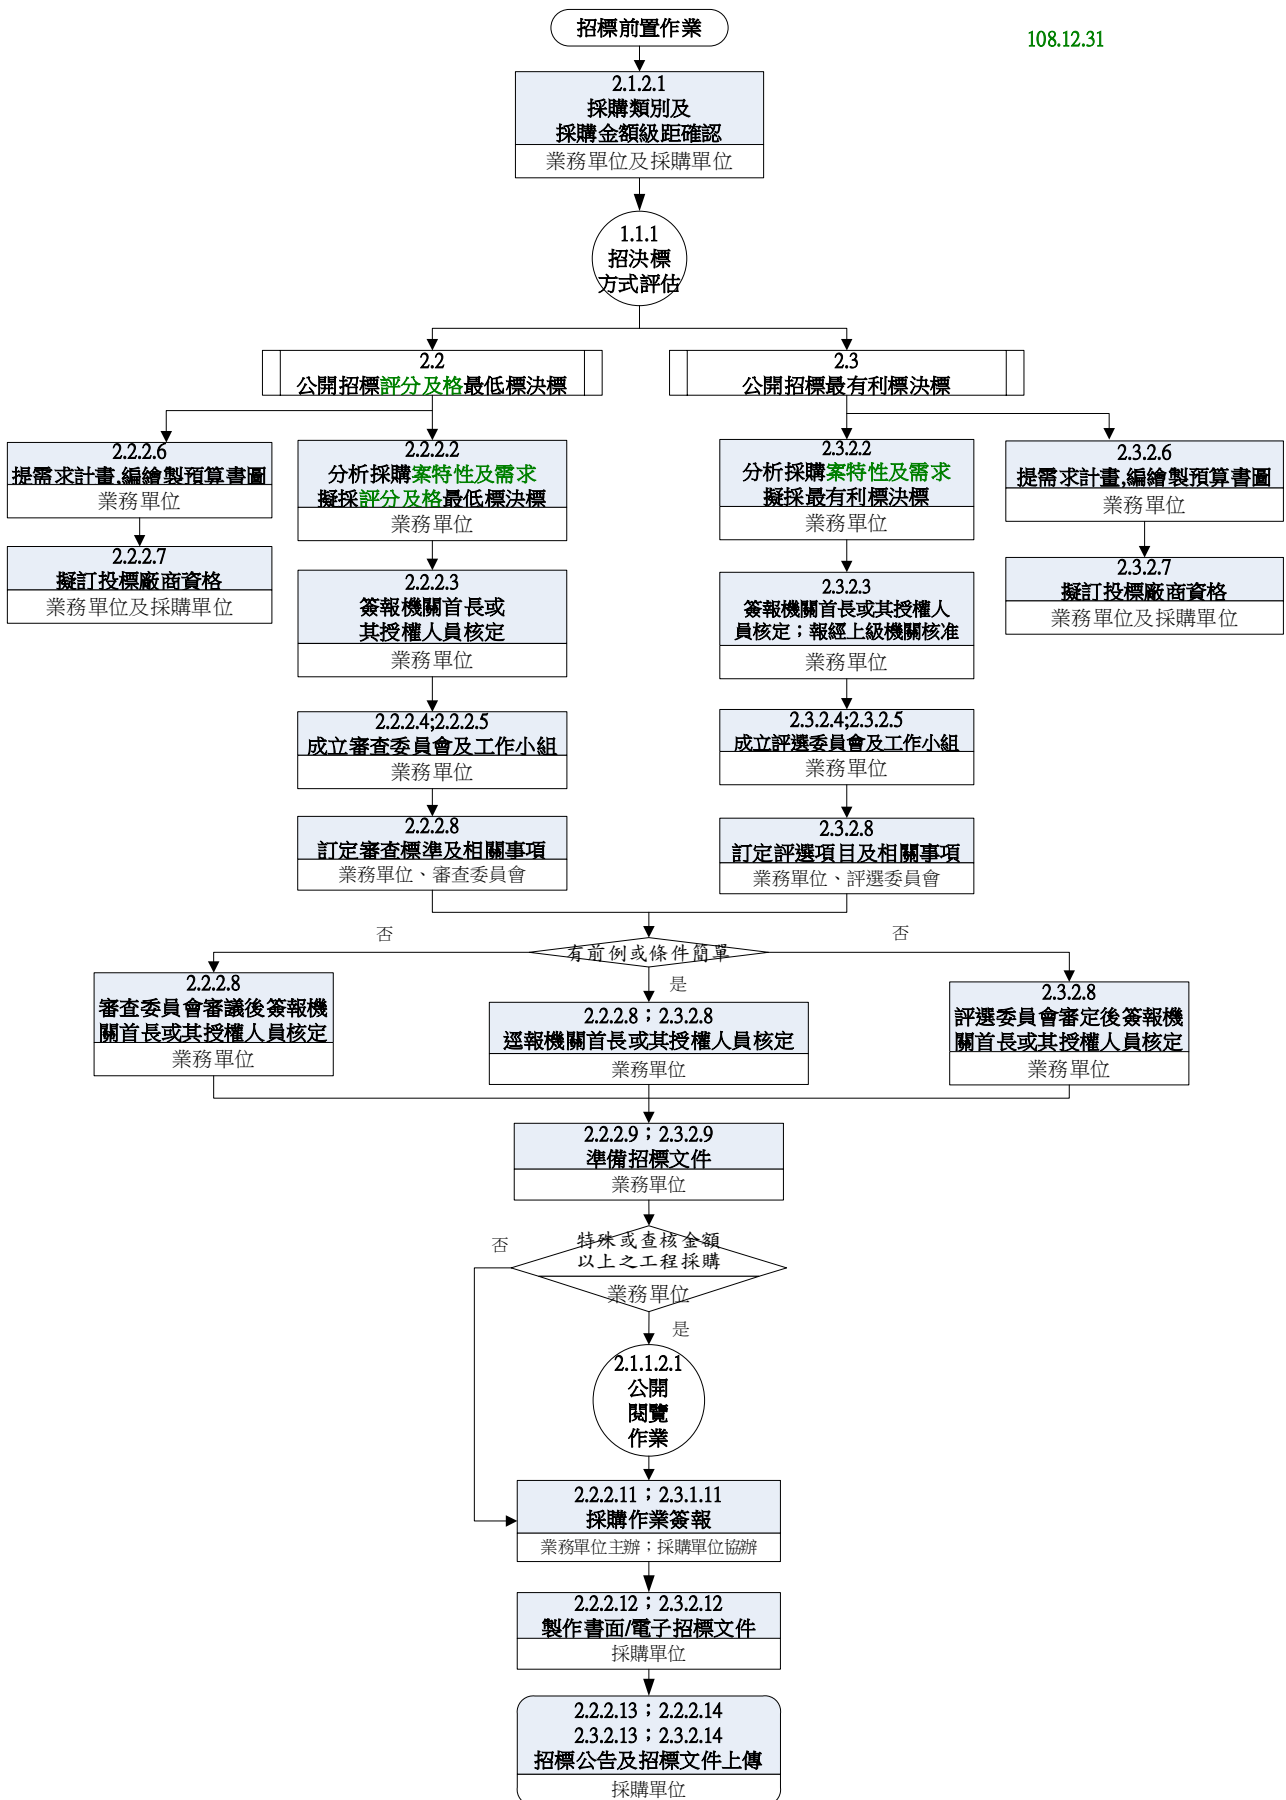 招標前置作業
108.12.31
2.1.2.1
採購類別及
採購金額級距確認
業務單位及採購單位
1.1.1
招決標
方式評估
2.2
公開招標評分及格最低標決標
2.3
公開招標最有利標決標
2.2.2.6
提需求計畫,編繪製預算書圖
業務單位
2.2.2.7
擬訂投標廠商資格
業務單位及採購單位
2.2.2.2
分析採購案特性及需求
擬採評分及格最低標決標
業務單位
2.2.2.3
簽報機關首長或
其授權人員核定
業務單位
2.2.2.4;2.2.2.5
成立審查委員會及工作小組
業務單位
2.2.2.8
訂定審查標準及相關事項
業務單位、審查委員會
2.3.2.2
分析採購案特性及需求
擬採最有利標決標
業務單位
2.3.2.3
簽報機關首長或其授權人
員核定；報經上級機關核准
業務單位
2.3.2.4;2.3.2.5
成立評選委員會及工作小組
業務單位
2.3.2.8
訂定評選項目及相關事項
業務單位、評選委員會
2.3.2.6
提需求計畫,編繪製預算書圖
業務單位
2.3.2.7
擬訂投標廠商資格
業務單位及採購單位
否
有前例或條件簡單
否
是
2.2.2.8
審查委員會審議後簽報機
關首長或其授權人員核定
業務單位
2.2.2.8；2.3.2.8
逕報機關首長或其授權人員核定
業務單位
2.3.2.8
評選委員會審定後簽報機
關首長或其授權人員核定
業務單位
2.2.2.9；2.3.2.9
準備招標文件
業務單位
否
特殊或查核金額
以上之工程採購
業務單位
是
2.1.1.2.1
公開
閱覽
作業
2.2.2.11；2.3.1.11
採購作業簽報
業務單位主辦；採購單位協辦
2.2.2.12；2.3.2.12
製作書面/電子招標文件
採購單位
2.2.2.13；2.2.2.14
2.3.2.13；2.3.2.14
招標公告及招標文件上傳
採購單位